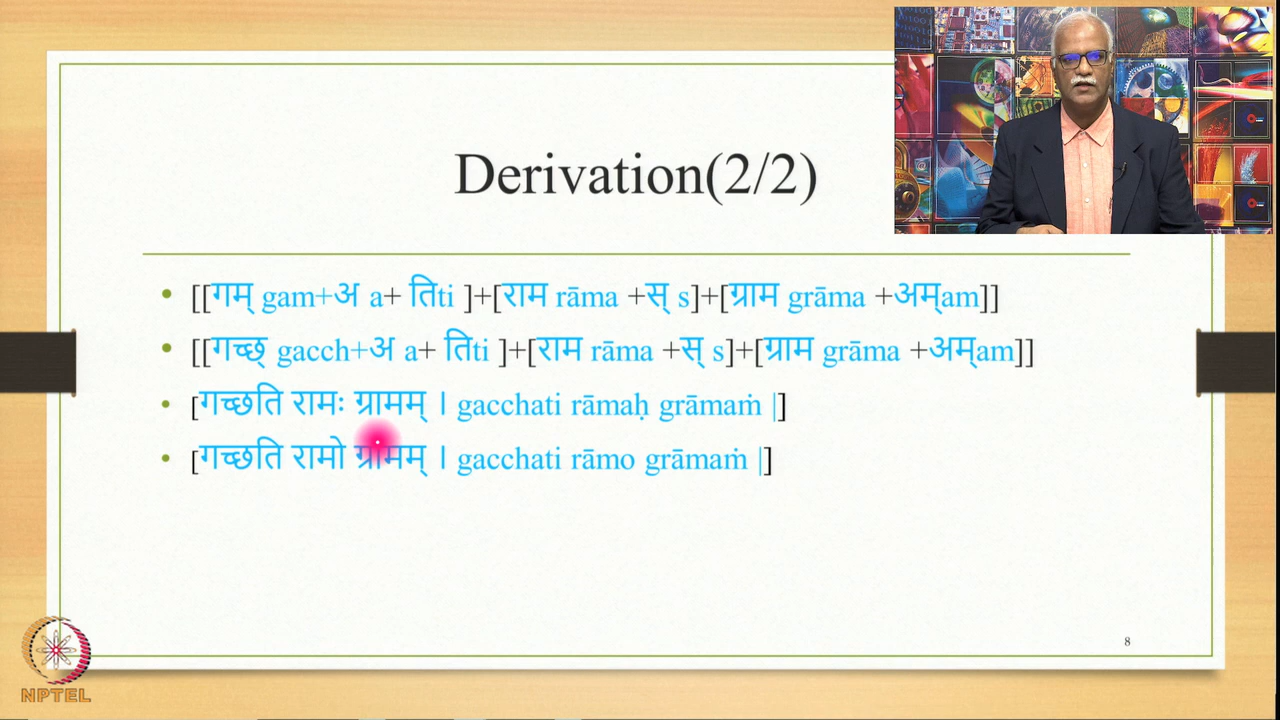 Derivation(2/2)
[[गम् gam+अ a+ तिti ]+[राम rāma +स् s]+[ग्राम grāma +अम्am]]
[[गच्छ् gacch+अ a+ तिti ]+[राम rāma +स् s]+[ग्राम grāma +अम्am]]
[गच्छति रामः ग्रामम् । gacchati rāmaḥ grāmaṁ |]
[गच्छति रामो ग्रामम् । gacchati rāmo grāmaṁ |]
8
NPTEL